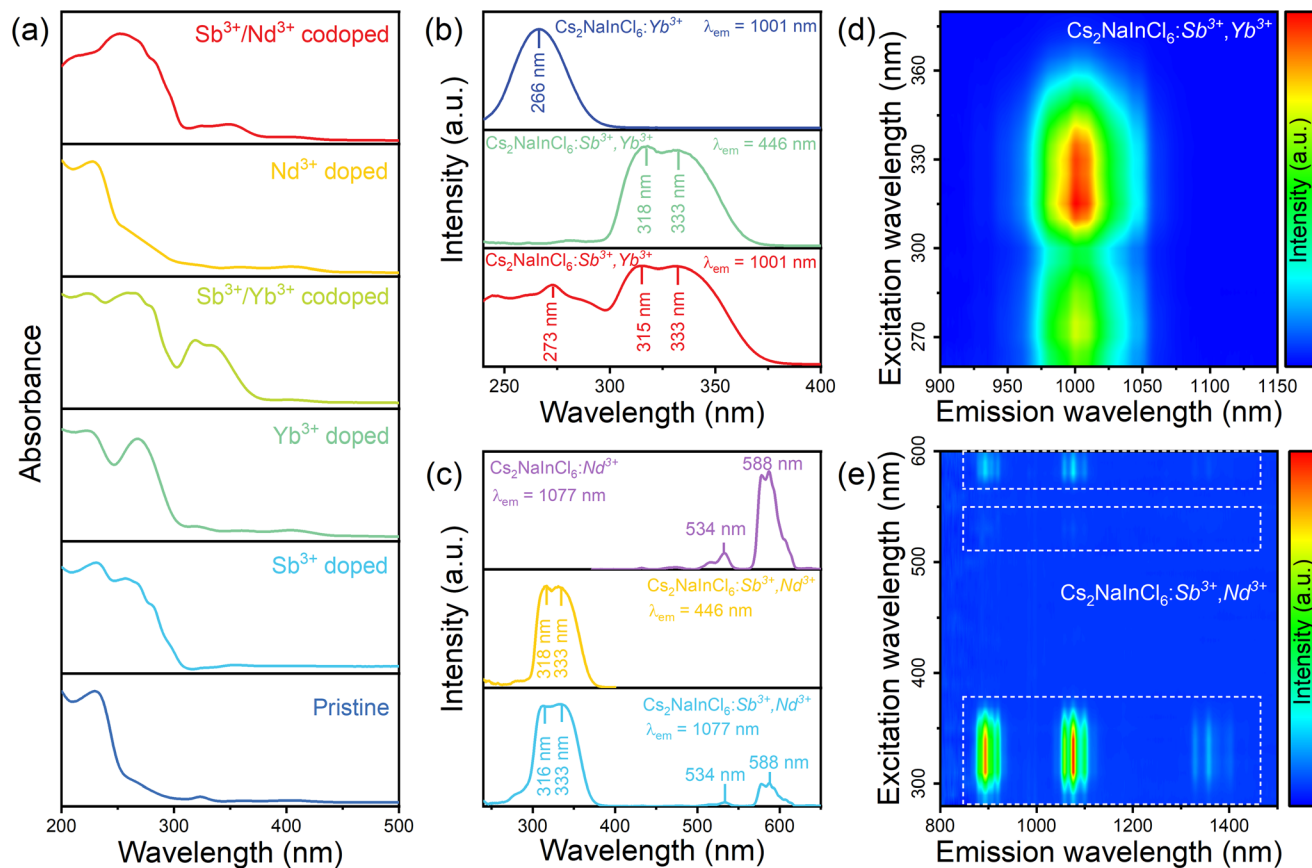 (a)
Sb³⁺/Nd³⁺ codoped
Nd³⁺ doped
Sb³⁺/Yb³⁺ codoped
Yb³⁺ doped
Sb³⁺ doped
Pristine
Absorbance
200 300 400 500
Wavelength (nm)
(b)
Cs₂NaInCl₆:Yb³⁺ λem = 1001 nm
266 nm
Cs₂NaInCl₆:Sb³⁺,Yb³⁺ λem = 446 nm
318 nm
333 nm
Cs₂NaInCl₆:Sb³⁺,Yb³⁺ λem = 1001 nm
273 nm
315 nm
333 nm
Intensity (a.u.)
250 300 350 400
Wavelength (nm)
(c)
Cs₂NaInCl₆:Nd³⁺
λem = 1077 nm
534 nm
588 nm
Cs₂NaInCl₆:Sb³⁺,Nd³⁺
λem = 446 nm
318 nm
333 nm
Cs₂NaInCl₆:Sb³⁺,Nd³⁺
λem = 1077 nm
316 nm
333 nm
534 nm
588 nm
Intensity (a.u.)
300 400 500 600
Wavelength (nm)
(d)
Cs₂NaInCl₆:Sb³⁺,Yb³⁺
Excitation wavelength (nm)
360
330
300
270
900 950 1000 1050 1100 1150
Emission wavelength (nm)
Intensity (a.u.)
(e)
Cs₂NaInCl₆:Sb³⁺,Nd³⁺
Excitation wavelength (nm)
600
500
400
300
800 1000 1200 1400
Emission wavelength (nm)
Intensity (a.u.)